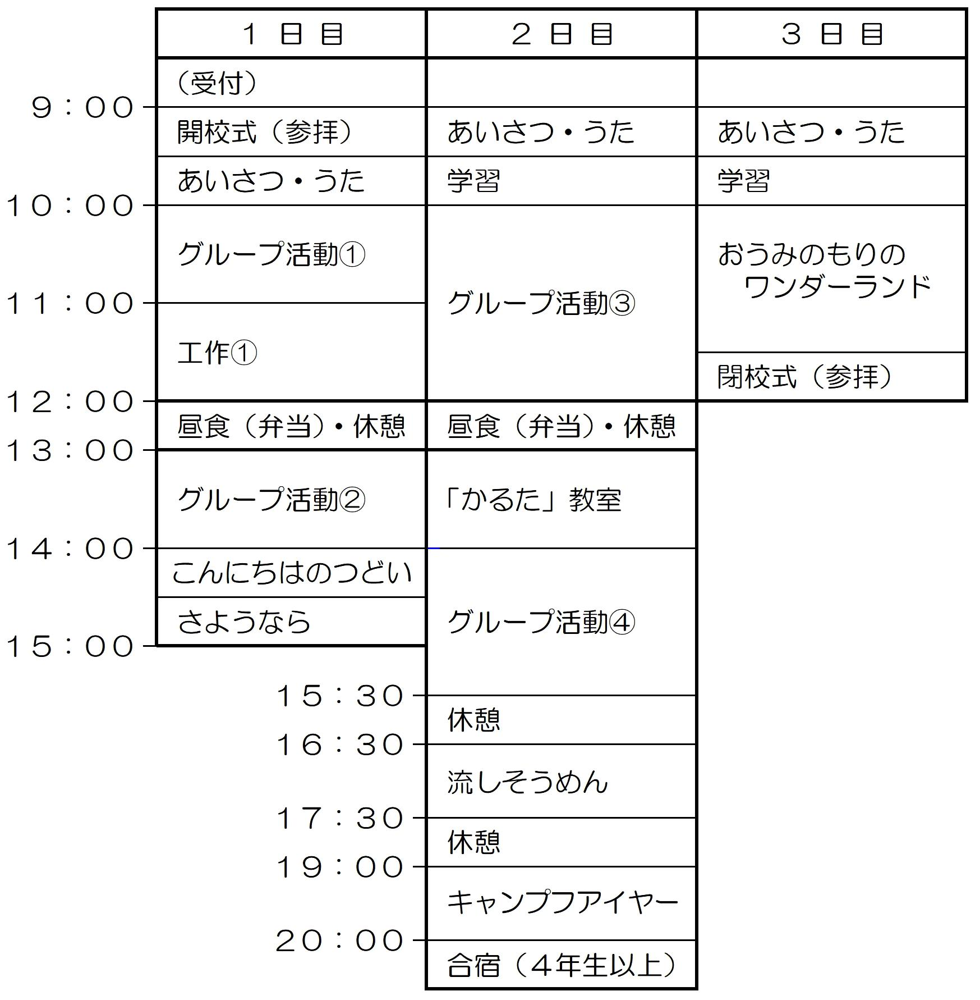 １日目 ２日目 ３日目
（受付）
９：００
開校式（参拝） あいさつ・うた あいさつ・うた
あいさつ・うた 学習 学習
１０：００
グループ活動① おうみのもりの
ワンダーランド
１１：００ グループ活動③
工作①
閉校式（参拝）
１２：００
昼食（弁当）・休憩 昼食（弁当）・休憩
１３：００
グループ活動② 「かるた」教室
１４：００
こんにちはのつどい
さようなら グループ活動④
１５：００
１５：３０
休憩
１６：３０
流しそうめん
１７：３０
休憩
１９：００
キャンプフアイヤー
２０：００
合宿（４年生以上）